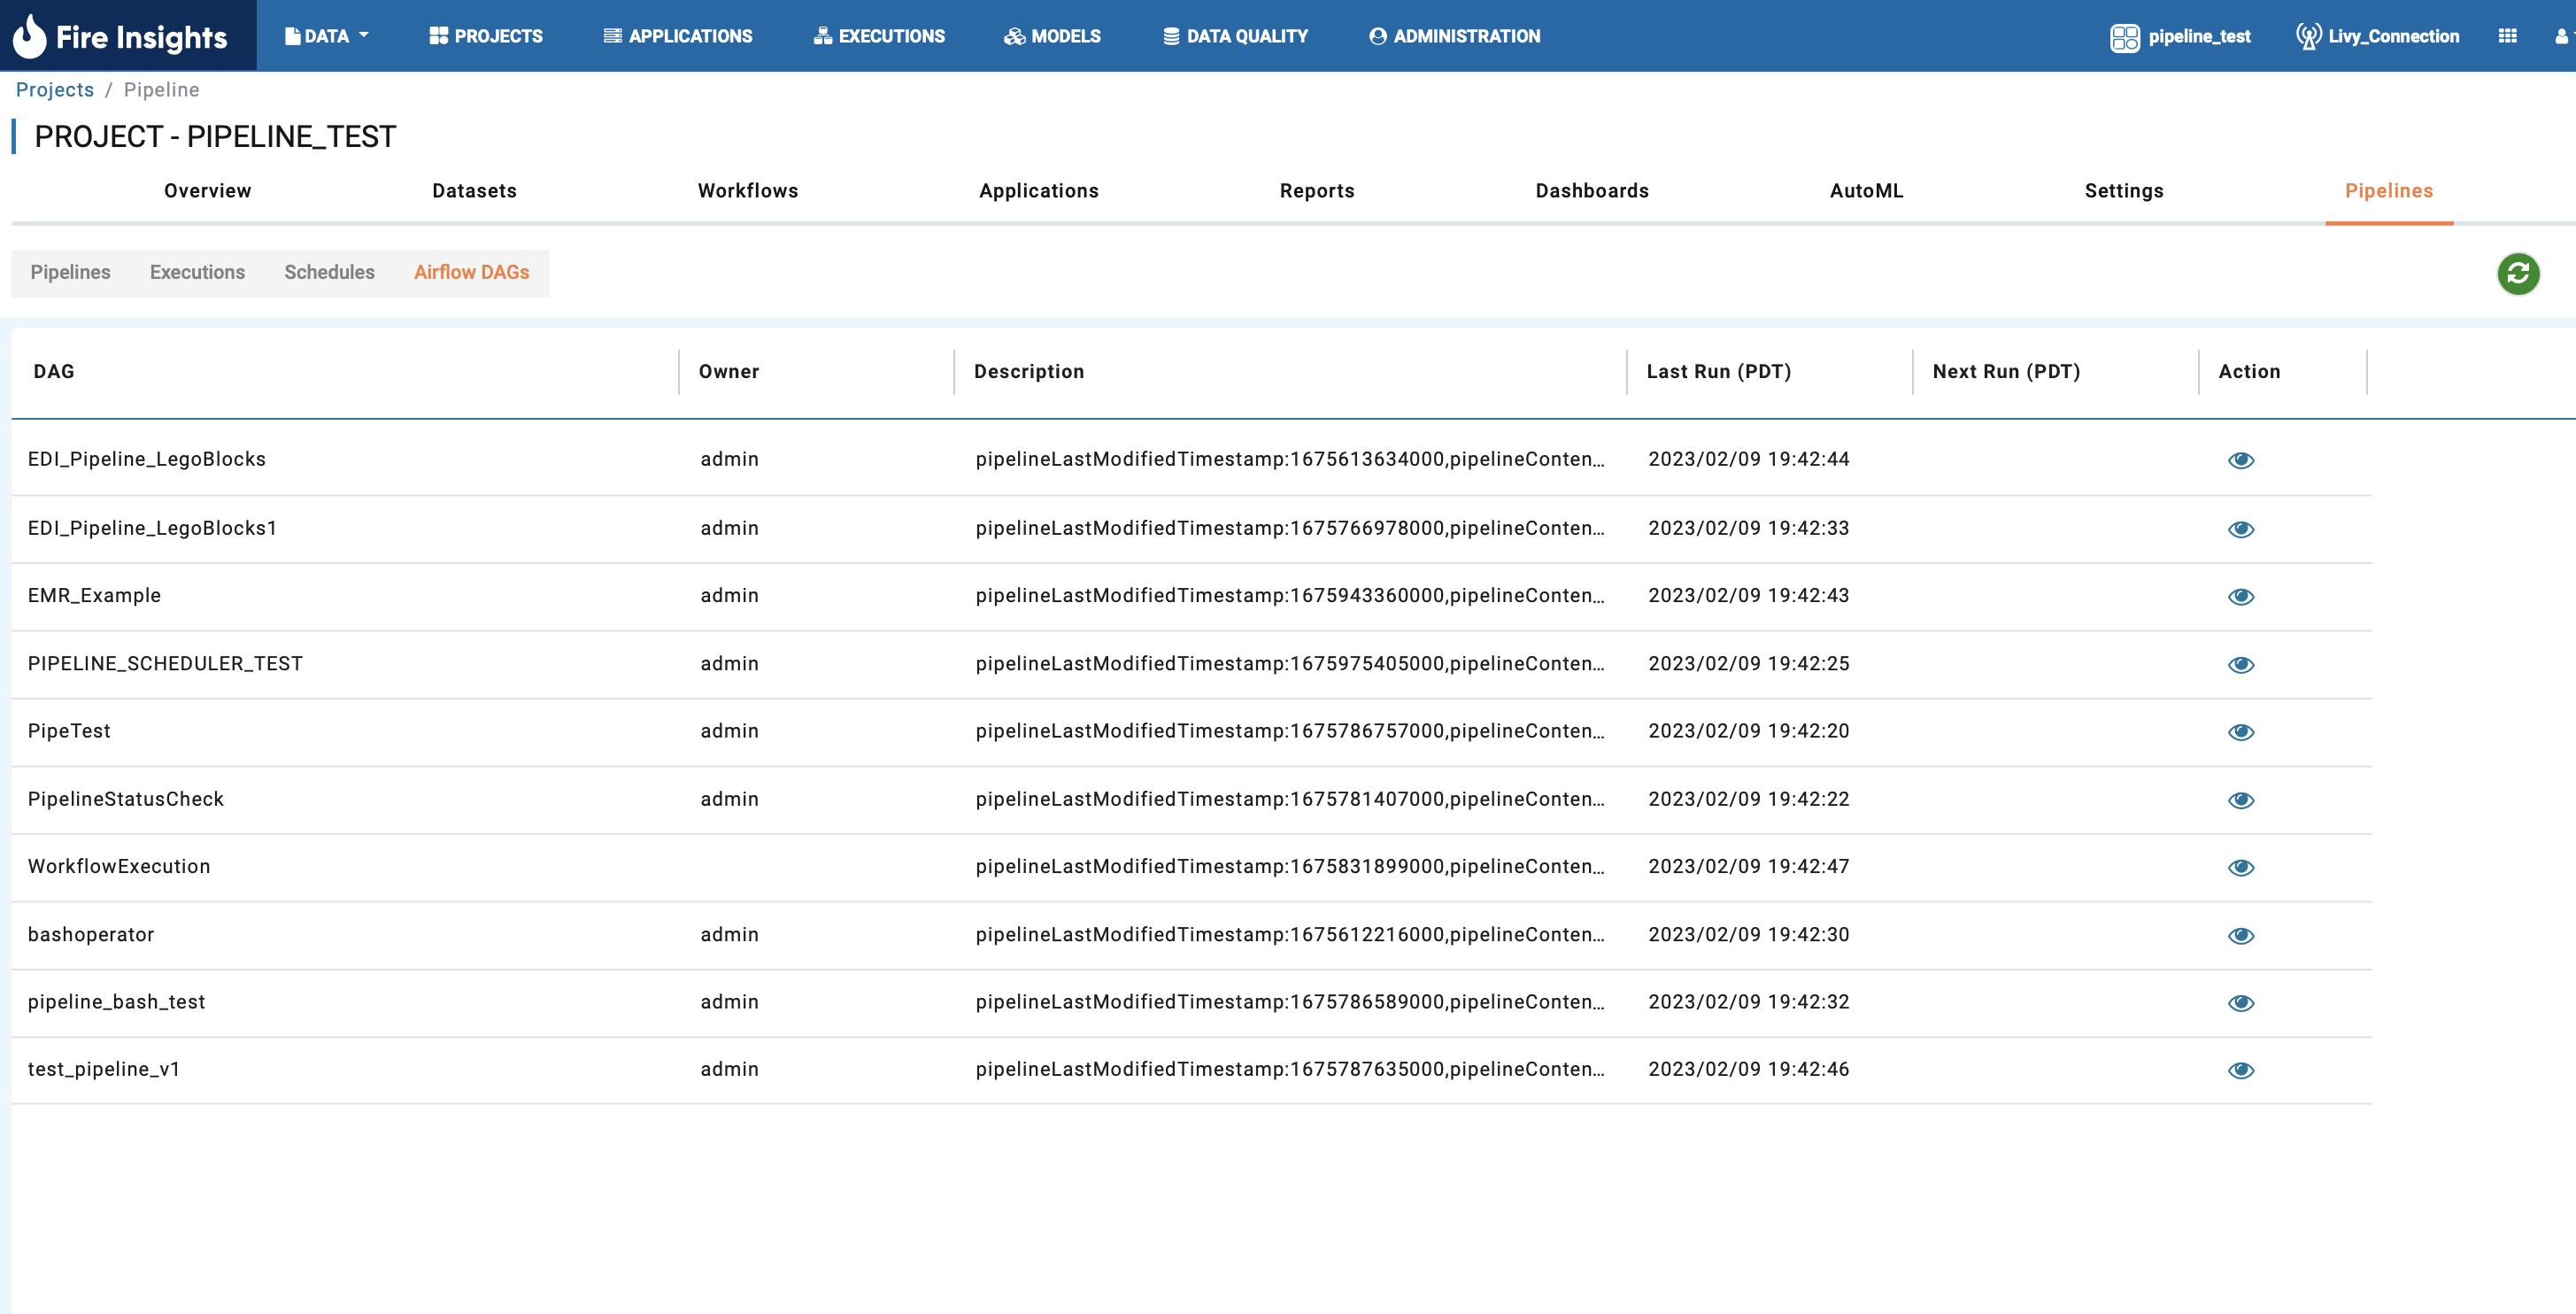 Fire Insights DATA PROJECTS APPLICATIONS EXECUTIONS MODELS DATA QUALITY ADMINISTRATION pipeline_test Livy_Connection
Projects / Pipeline
PROJECT - PIPELINE_TEST
Overview Datasets Workflows Applications Reports Dashboards AutoML Settings Pipelines
Pipelines Executions Schedules Airflow DAGs
DAG Owner Description Last Run (PDT) Next Run (PDT) Action
EDI_Pipeline_LegoBlocks admin pipelineLastModifiedTimestamp:1675613634000,pipelineConten... 2023/02/09 19:42:44
EDI_Pipeline_LegoBlocks1 admin pipelineLastModifiedTimestamp:1675766978000,pipelineConten... 2023/02/09 19:42:33
EMR_Example admin pipelineLastModifiedTimestamp:1675943360000,pipelineConten... 2023/02/09 19:42:43
PIPELINE_SCHEDULER_TEST admin pipelineLastModifiedTimestamp:1675975405000,pipelineConten... 2023/02/09 19:42:25
PipeTest admin pipelineLastModifiedTimestamp:1675786757000,pipelineConten... 2023/02/09 19:42:20
PipelineStatusCheck admin pipelineLastModifiedTimestamp:1675781407000,pipelineConten... 2023/02/09 19:42:22
WorkflowExecution pipelineLastModifiedTimestamp:1675831899000,pipelineConten... 2023/02/09 19:42:47
bashoperator admin pipelineLastModifiedTimestamp:1675612216000,pipelineConten... 2023/02/09 19:42:30
pipeline_bash_test admin pipelineLastModifiedTimestamp:1675786589000,pipelineConten... 2023/02/09 19:42:32
test_pipeline_v1 admin pipelineLastModifiedTimestamp:1675787635000,pipelineConten... 2023/02/09 19:42:46